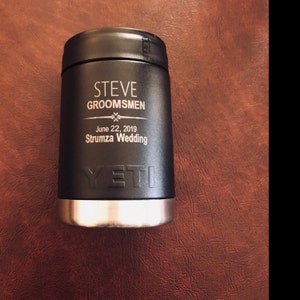 STEVE
GROOMSMEN
June 22, 2019
Strumza Wedding
YETI